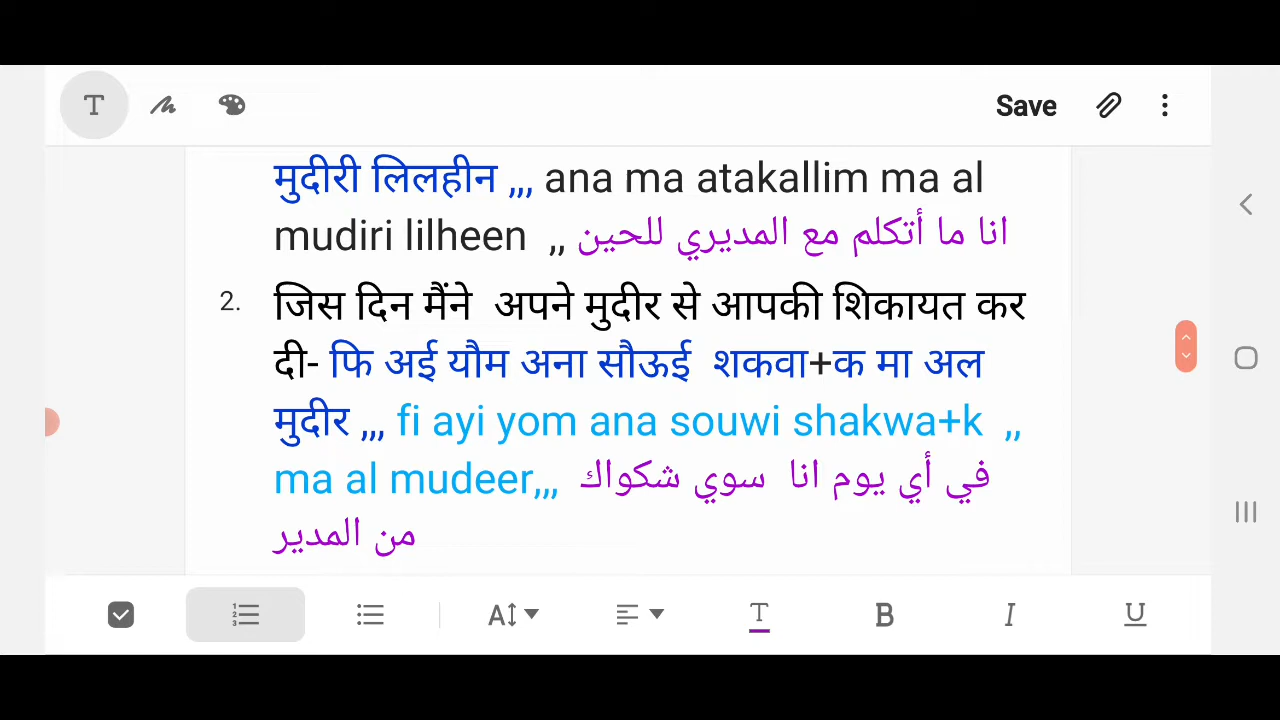 Save
मुदीरी लिलहीन ,,, ana ma atakallim ma al
mudiri lilheen ,, انا ما أتكلم مع المديري للحين
2. जिस दिन मैंने अपने मुदीर से आपकी शिकायत कर
दी- फि अई यौम अना सौऊई शकवा+क मा अल
मुदीर ,,, fi ayi yom ana souwi shakwa+k ,,
ma al mudeer,,, في أي يوم انا سوي شكواك
من المدير